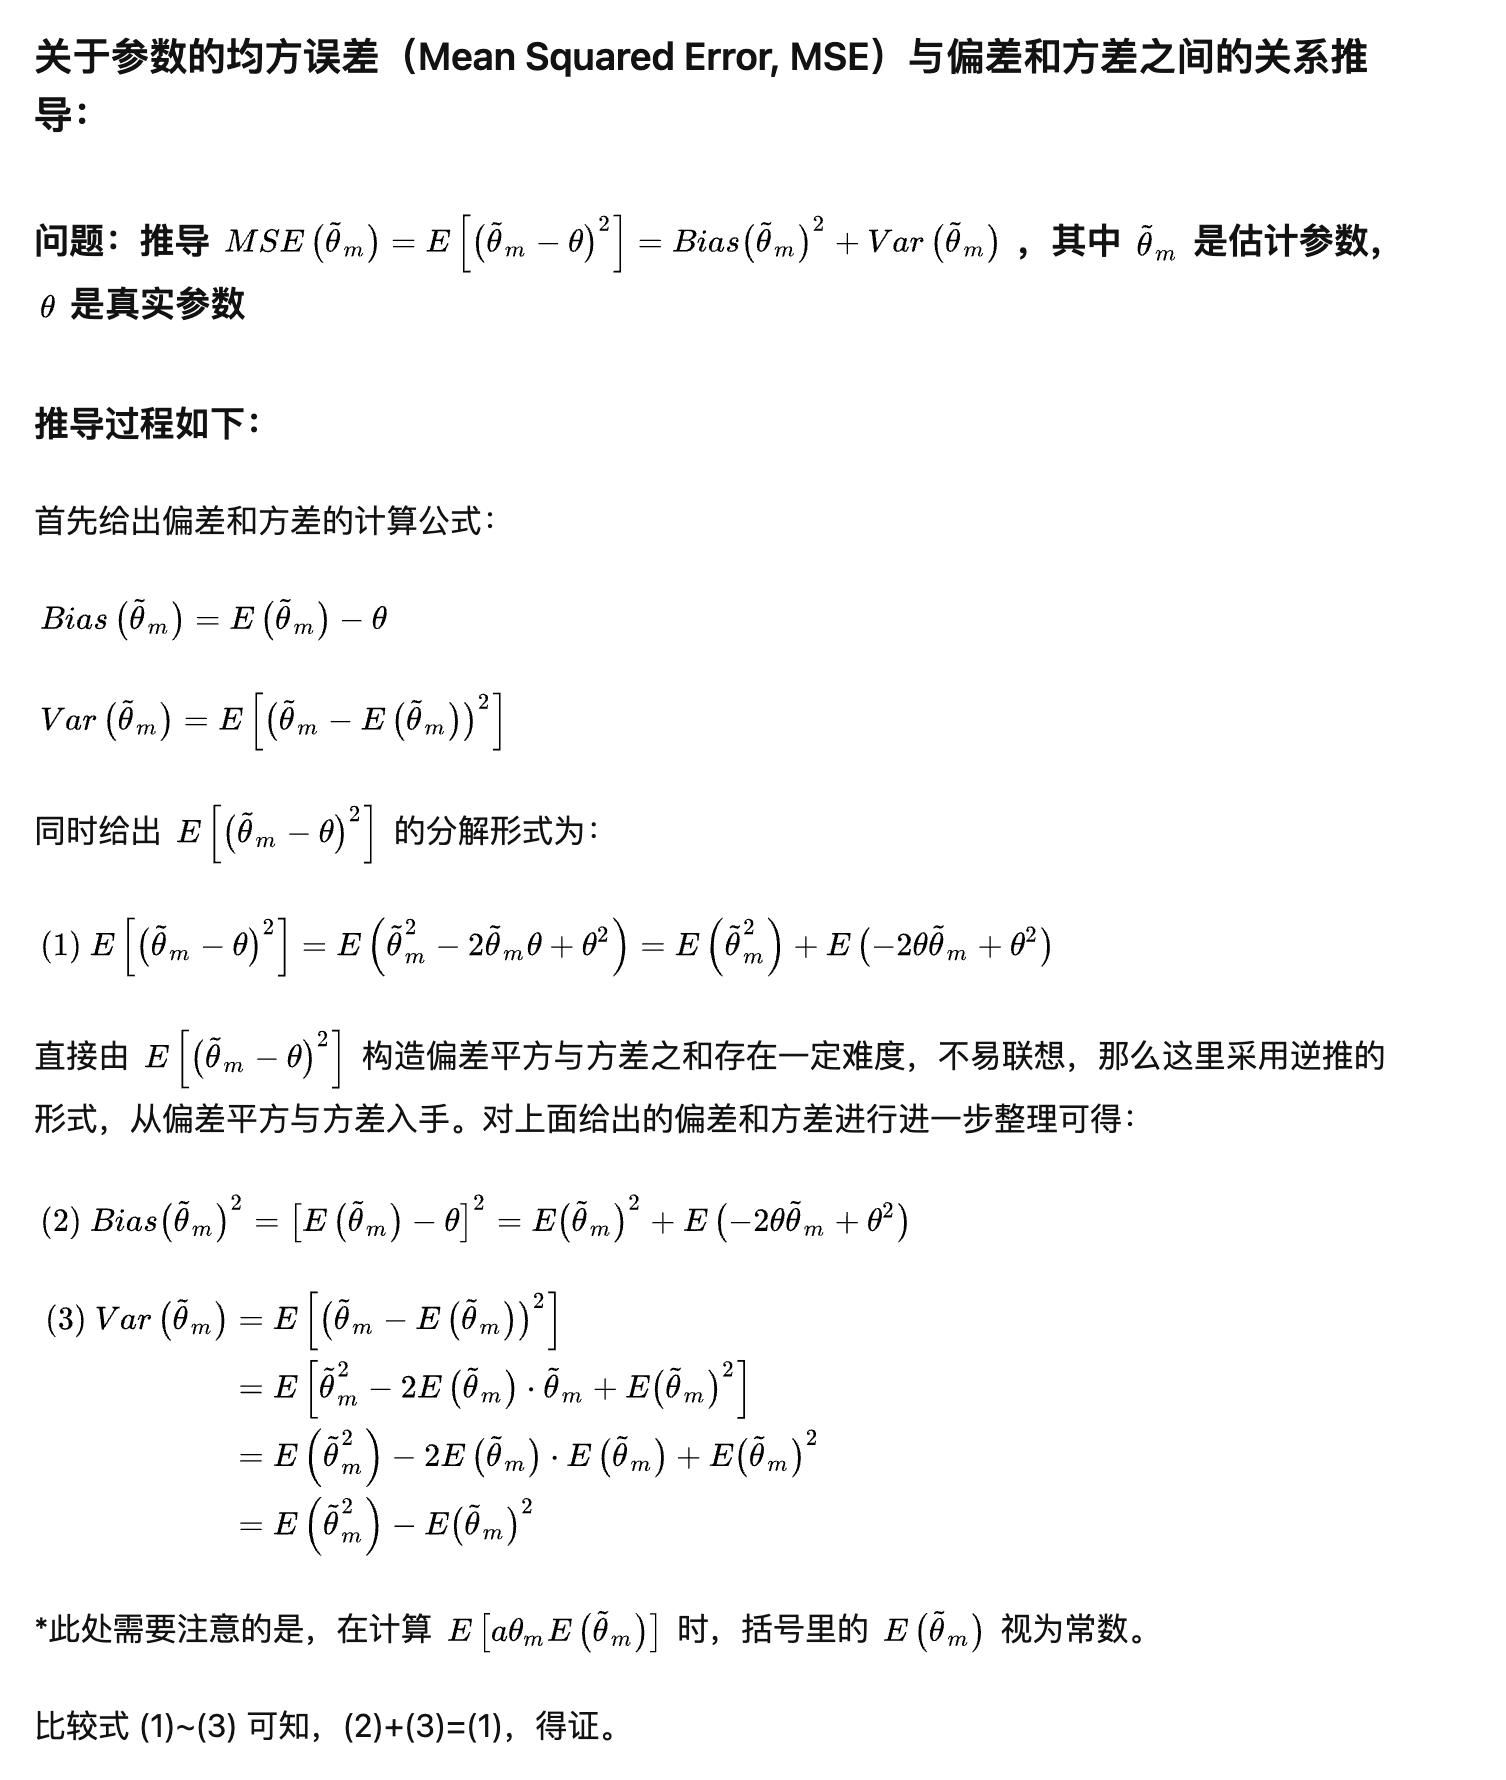 关于参数的均方误差（Mean Squared Error, MSE）与偏差和方差之间的关系推
导：
问题：推导 $MSE\left(\tilde{\theta}_m\right)=E\left[\left(\tilde{\theta}_m-\theta\right)^2\right]=Bias\left(\tilde{\theta}_m\right)^2+Var\left(\tilde{\theta}_m\right)$ ，其中 $\tilde{\theta}_m$ 是估计参数，
$\theta$ 是真实参数
推导过程如下：
首先给出偏差和方差的计算公式：
$Bias\left(\tilde{\theta}_m\right)=E\left(\tilde{\theta}_m\right)-\theta$
$Var\left(\tilde{\theta}_m\right)=E\left[\left(\tilde{\theta}_m-E\left(\tilde{\theta}_m\right)\right)^2\right]$
同时给出 $E\left[\left(\tilde{\theta}_m-\theta\right)^2\right]$ 的分解形式为：
(1) $E\left[\left(\tilde{\theta}_m-\theta\right)^2\right]=E\left(\tilde{\theta}_m^2-2\tilde{\theta}_m\theta+\theta^2\right)=E\left(\tilde{\theta}_m^2\right)+E\left(-2\theta\tilde{\theta}_m+\theta^2\right)$
直接由 $E\left[\left(\tilde{\theta}_m-\theta\right)^2\right]$ 构造偏差平方与方差之和存在一定难度，不易联想，那么这里采用逆推的
形式，从偏差平方与方差入手。对上面给出的偏差和方差进行进一步整理可得：
(2) $Bias\left(\tilde{\theta}_m\right)^2=\left[E\left(\tilde{\theta}_m\right)-\theta\right]^2=E\left(\tilde{\theta}_m\right)^2+E\left(-2\theta\tilde{\theta}_m+\theta^2\right)$
(3) $Var\left(\tilde{\theta}_m\right)=E\left[\left(\tilde{\theta}_m-E\left(\tilde{\theta}_m\right)\right)^2\right]$
$=E\left[\tilde{\theta}_m^2-2E\left(\tilde{\theta}_m\right)\cdot\tilde{\theta}_m+E\left(\tilde{\theta}_m\right)^2\right]$
$=E\left(\tilde{\theta}_m^2\right)-2E\left(\tilde{\theta}_m\right)\cdot E\left(\tilde{\theta}_m\right)+E\left(\tilde{\theta}_m\right)^2$
$=E\left(\tilde{\theta}_m^2\right)-E\left(\tilde{\theta}_m\right)^2$
*此处需要注意的是，在计算 $E\left[a\theta_m E\left(\tilde{\theta}_m\right)\right]$ 时，括号里的 $E\left(\tilde{\theta}_m\right)$ 视为常数。
比较式 (1)~(3) 可知，(2)+(3)=(1)，得证。